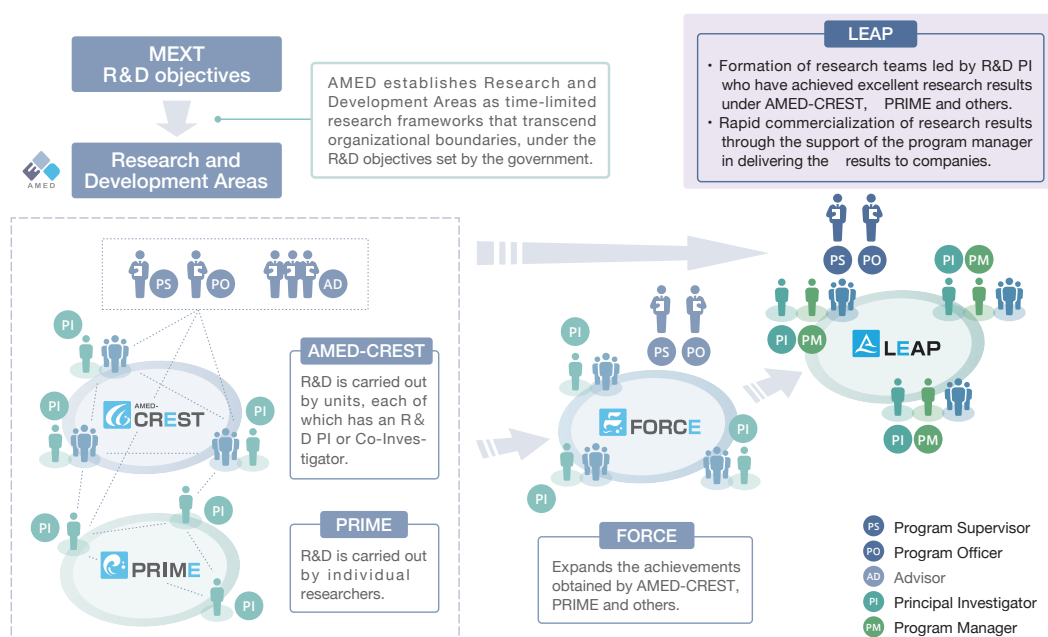 MEXT
R&D objectives
AMED establishes Research and
Development Areas as time-limited
research frameworks that transcend
organizational boundaries, under the
R&D objectives set by the government.
AMED
Research and
Development Areas
LEAP
・Formation of research teams led by R&D PI
who have achieved excellent research results
under AMED-CREST, PRIME and others.
・Rapid commercialization of research results
through the support of the program manager
in delivering the results to companies.
PS
PO
AD
PI
PI
PI
AMED-
CREST
AMED-CREST
R&D is carried out
by units, each of
which has an R&
D PI or Co-Inves-
tigator.
PI
PI
PI
PRIME
PRIME
R&D is carried out
by individual
researchers.
PS
PO
PI
PI
PI
FORCE
FORCE
Expands the achievements
obtained by AMED-CREST,
PRIME and others.
PS
PO
PI
PM
PI
PM
LEAP
PI
PM
PS Program Supervisor
PO Program Officer
AD Advisor
PI Principal Investigator
PM Program Manager